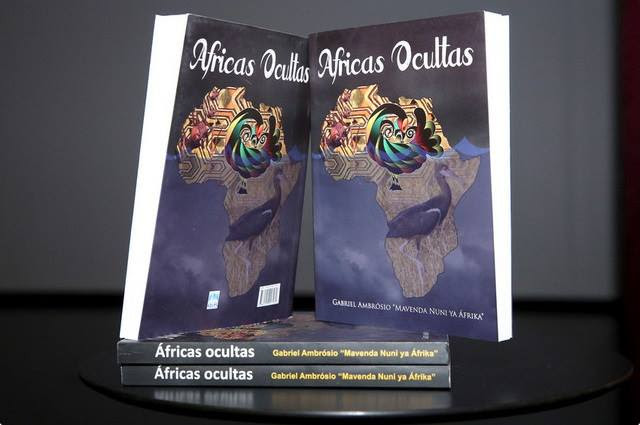 Africas Ocultas
Africas Ocultas
GABRIEL AMBRÓSIO "MAVENDA NUNI YA ÁFRIKA"
Áfricas ocultas Gabriel Ambrósio "Mavenda Nuni ya Áfrika"
Áfricas ocultas Gabriel Ambrósio "Mavenda Nuni ya Áfrika"